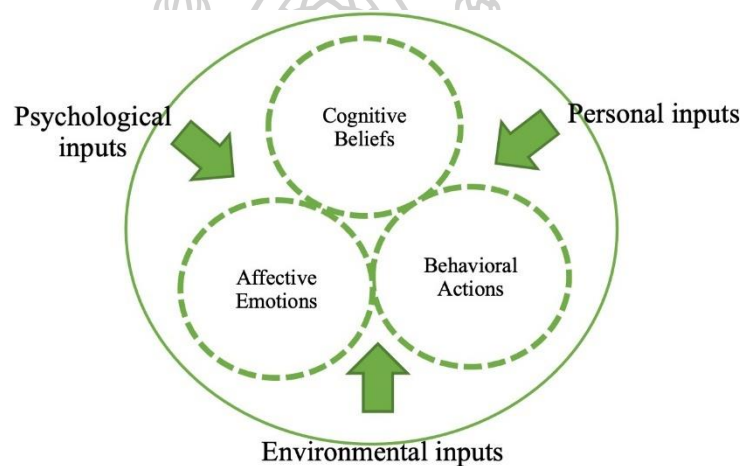 Psychological
inputs
Cognitive
Beliefs
Personal inputs
Affective
Emotions
Behavioral
Actions
Environmental inputs